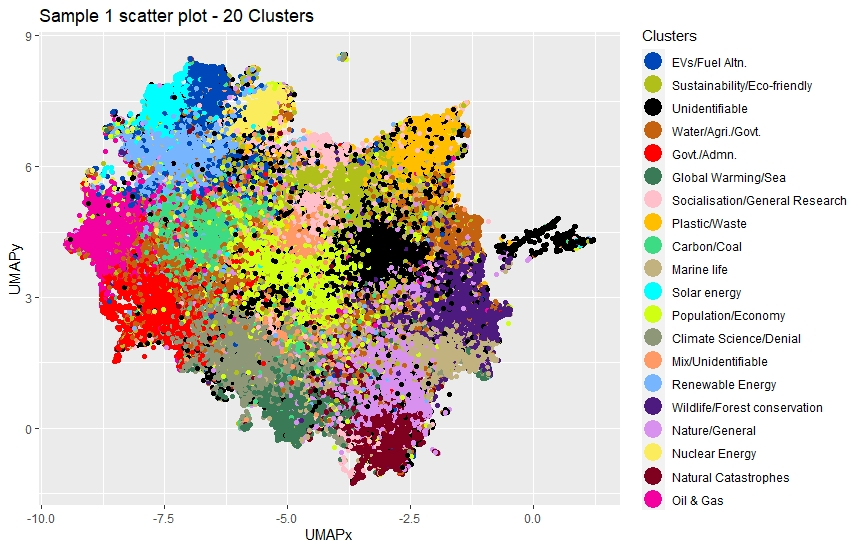 Sample 1 scatter plot - 20 Clusters
9
6
3
0
UMAPy
-10.0 -7.5 -5.0 -2.5 0.0
UMAPx
Clusters
EVs/Fuel Altn.
Sustainability/Eco-friendly
Unidentifiable
Water/Agri./Govt.
Govt./Admn.
Global Warming/Sea
Socialisation/General Research
Plastic/Waste
Carbon/Coal
Marine life
Solar energy
Population/Economy
Climate Science/Denial
Mix/Unidentifiable
Renewable Energy
Wildlife/Forest conservation
Nature/General
Nuclear Energy
Natural Catastrophes
Oil & Gas